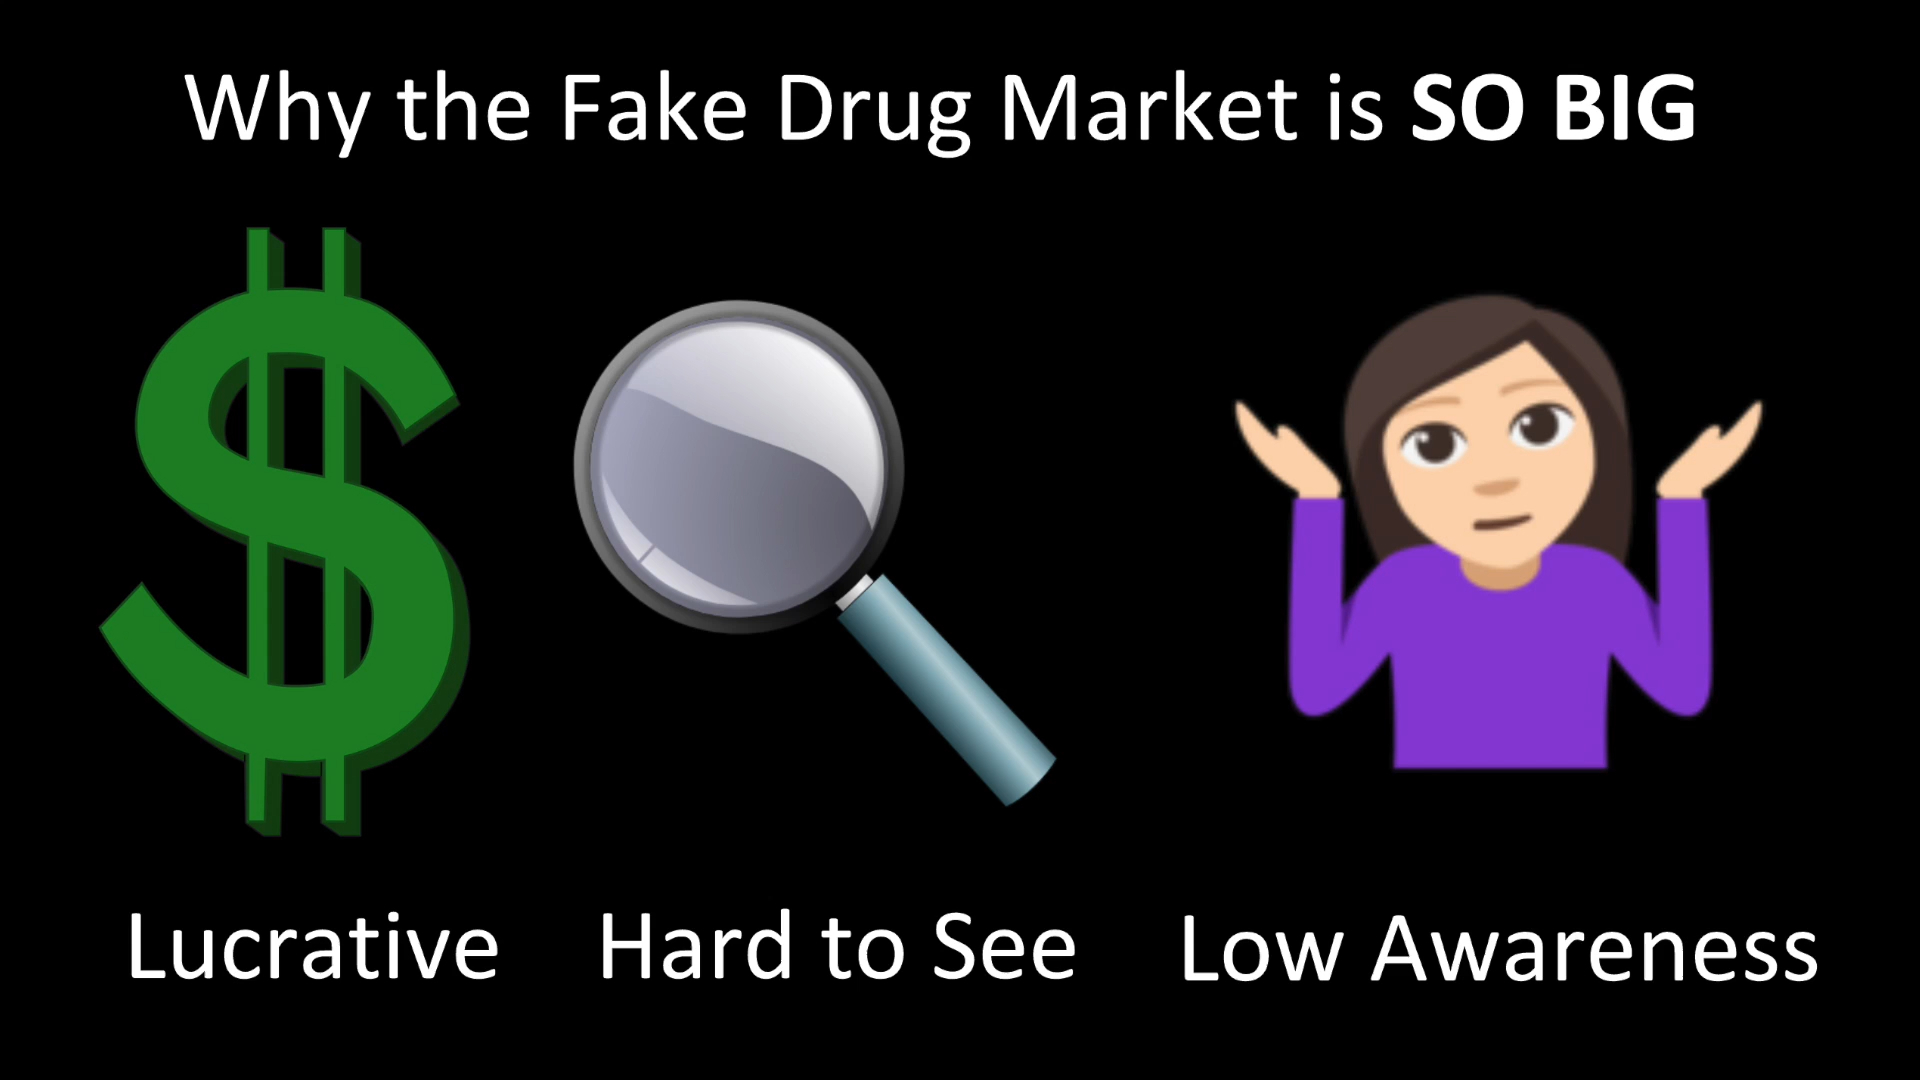 Why the Fake Drug Market is SO BIG
Lucrative
Hard to See
Low Awareness